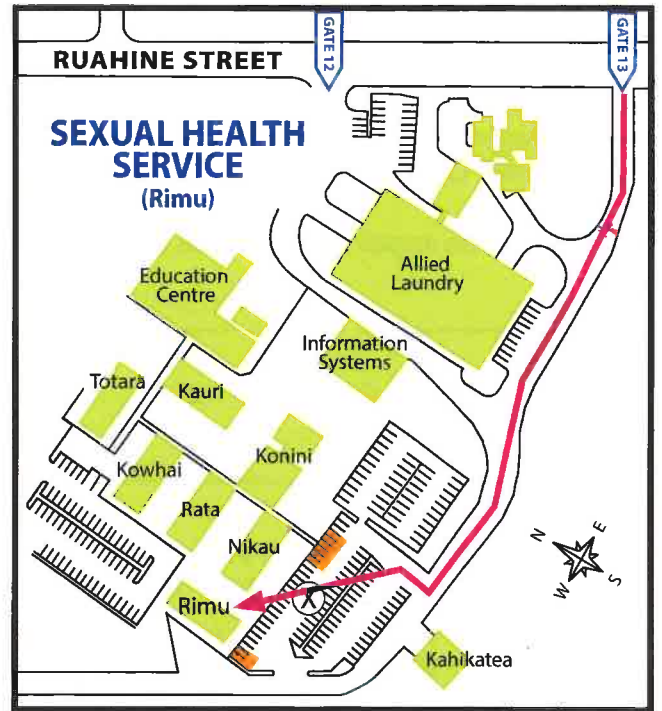 RUAHINE STREET
GATE 12
GATE 13
SEXUAL HEALTH
SERVICE
(Rimu)
Education
Centre
Allied
Laundry
Information
Systems
Totara
Kauri
Kowhai
Konini
Rata
Nikau
Rimu
X
N
E
W
S
Kahikatea